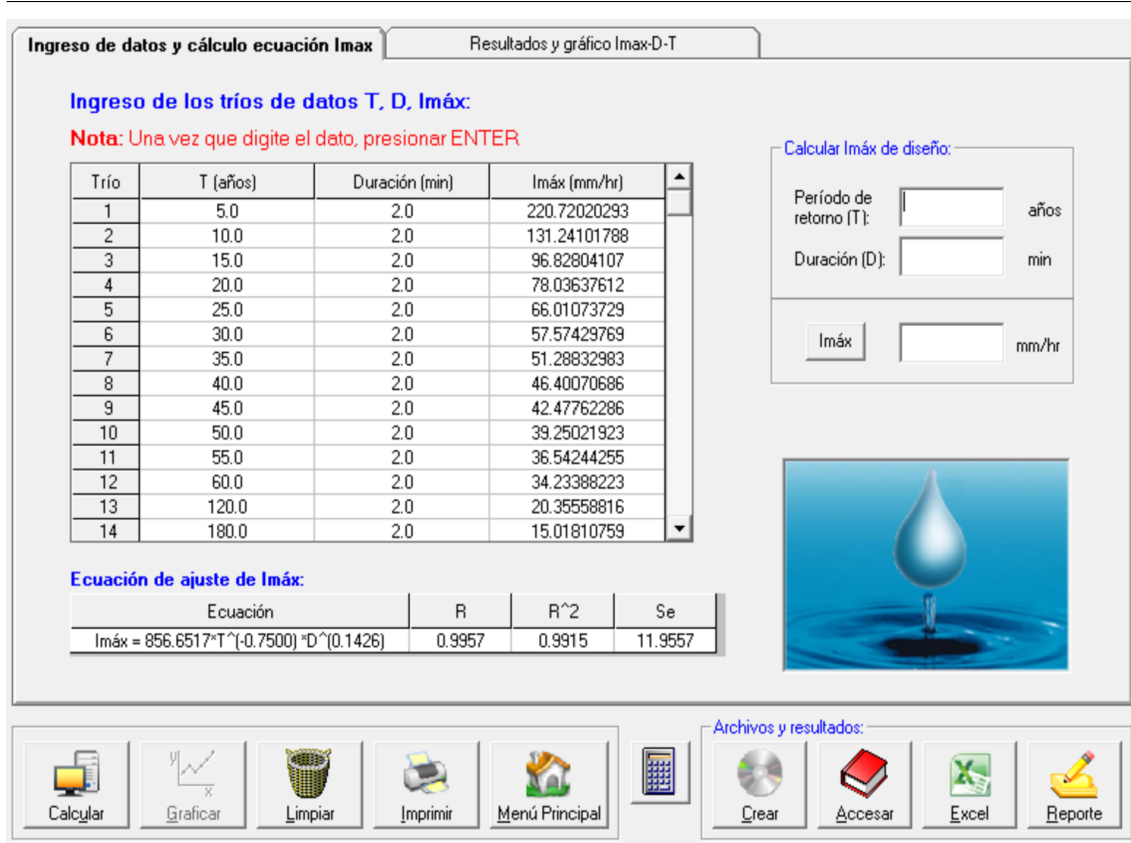 Ingreso de datos y cálculo ecuación Imax
Resultados y gráfico Imax-D-T
Ingreso de los tríos de datos T, D, Imáx:
Nota: Una vez que digite el dato, presionar ENTER
Trío T (años) Duración (min) Imáx (mm/hr)
1 5.0 2.0 220.72020293
2 10.0 2.0 131.24101788
3 15.0 2.0 96.82804107
4 20.0 2.0 78.03637612
5 25.0 2.0 66.01073729
6 30.0 2.0 57.57429769
7 35.0 2.0 51.28832983
8 40.0 2.0 46.40070686
9 45.0 2.0 42.47762286
10 50.0 2.0 39.25021923
11 55.0 2.0 36.54244255
12 60.0 2.0 34.23388223
13 120.0 2.0 20.35558816
14 180.0 2.0 15.01810759
Calcular Imáx de diseño:
Período de
retorno (T): años
Duración (D): min
Imáx mm/hr
Ecuación de ajuste de Imáx:
Ecuación R R^2 Se
Imáx = 856.6517*T^(-0.7500) *D^(0.1426) 0.9957 0.9915 11.9557
Calcular
Graficar
Limpiar
Imprimir
Menú Principal
Archivos y resultados:
Crear
Accesar
Excel
Reporte